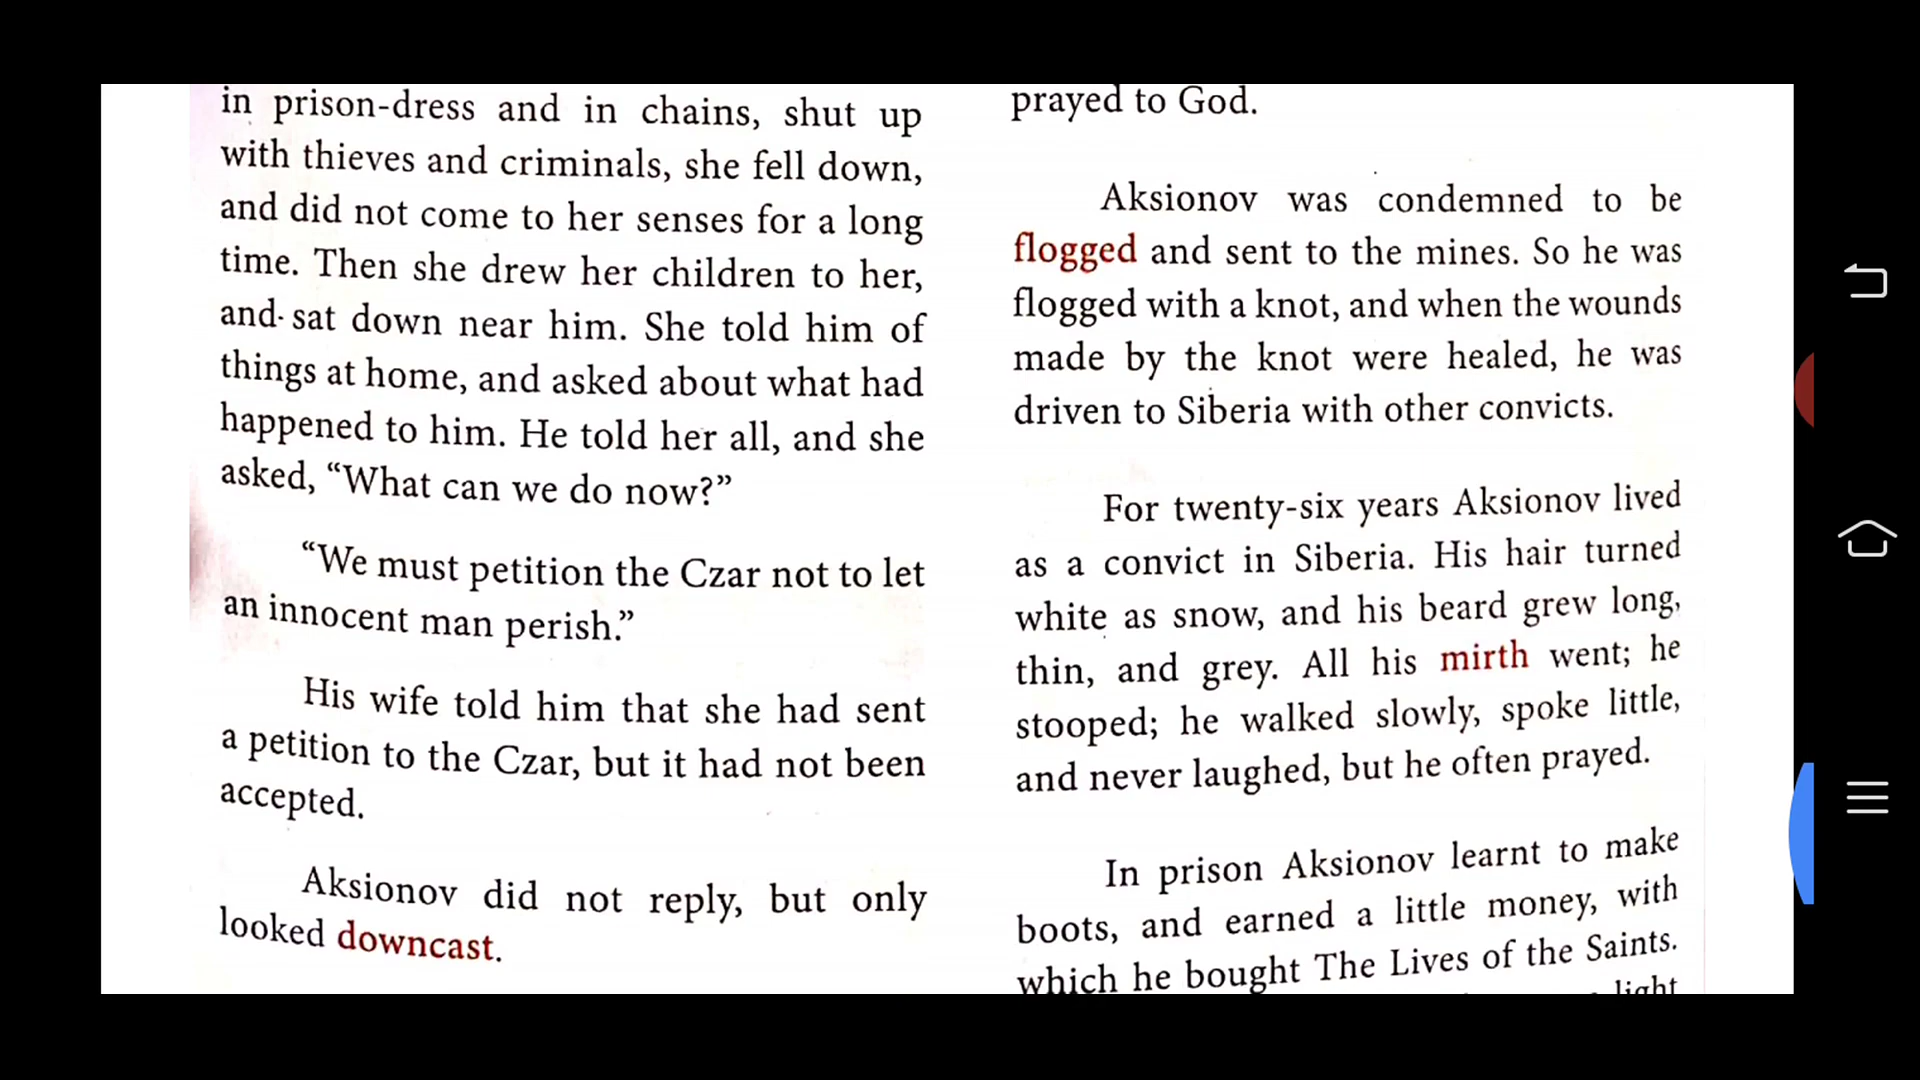 in prison-dress and in chains, shut up
with thieves and criminals, she fell down,
and did not come to her senses for a long
time. Then she drew her children to her,
and sat down near him. She told him of
things at home, and asked about what had
happened to him. He told her all, and she
asked, “What can we do now?”
“We must petition the Czar not to let
an innocent man perish.”
His wife told him that she had sent
a petition to the Czar, but it had not been
accepted.
Aksionov did not reply, but only
looked downcast.
prayed to God.
Aksionov was condemned to be
flogged and sent to the mines. So he was
flogged with a knot, and when the wounds
made by the knot were healed, he was
driven to Siberia with other convicts.
For twenty-six years Aksionov lived
as a convict in Siberia. His hair turned
white as snow, and his beard grew long,
thin, and grey. All his mirth went; he
stooped; he walked slowly, spoke little,
and never laughed, but he often prayed.
In prison Aksionov learnt to make
boots, and earned a little money, with
which he bought The Lives of the Saints.
light